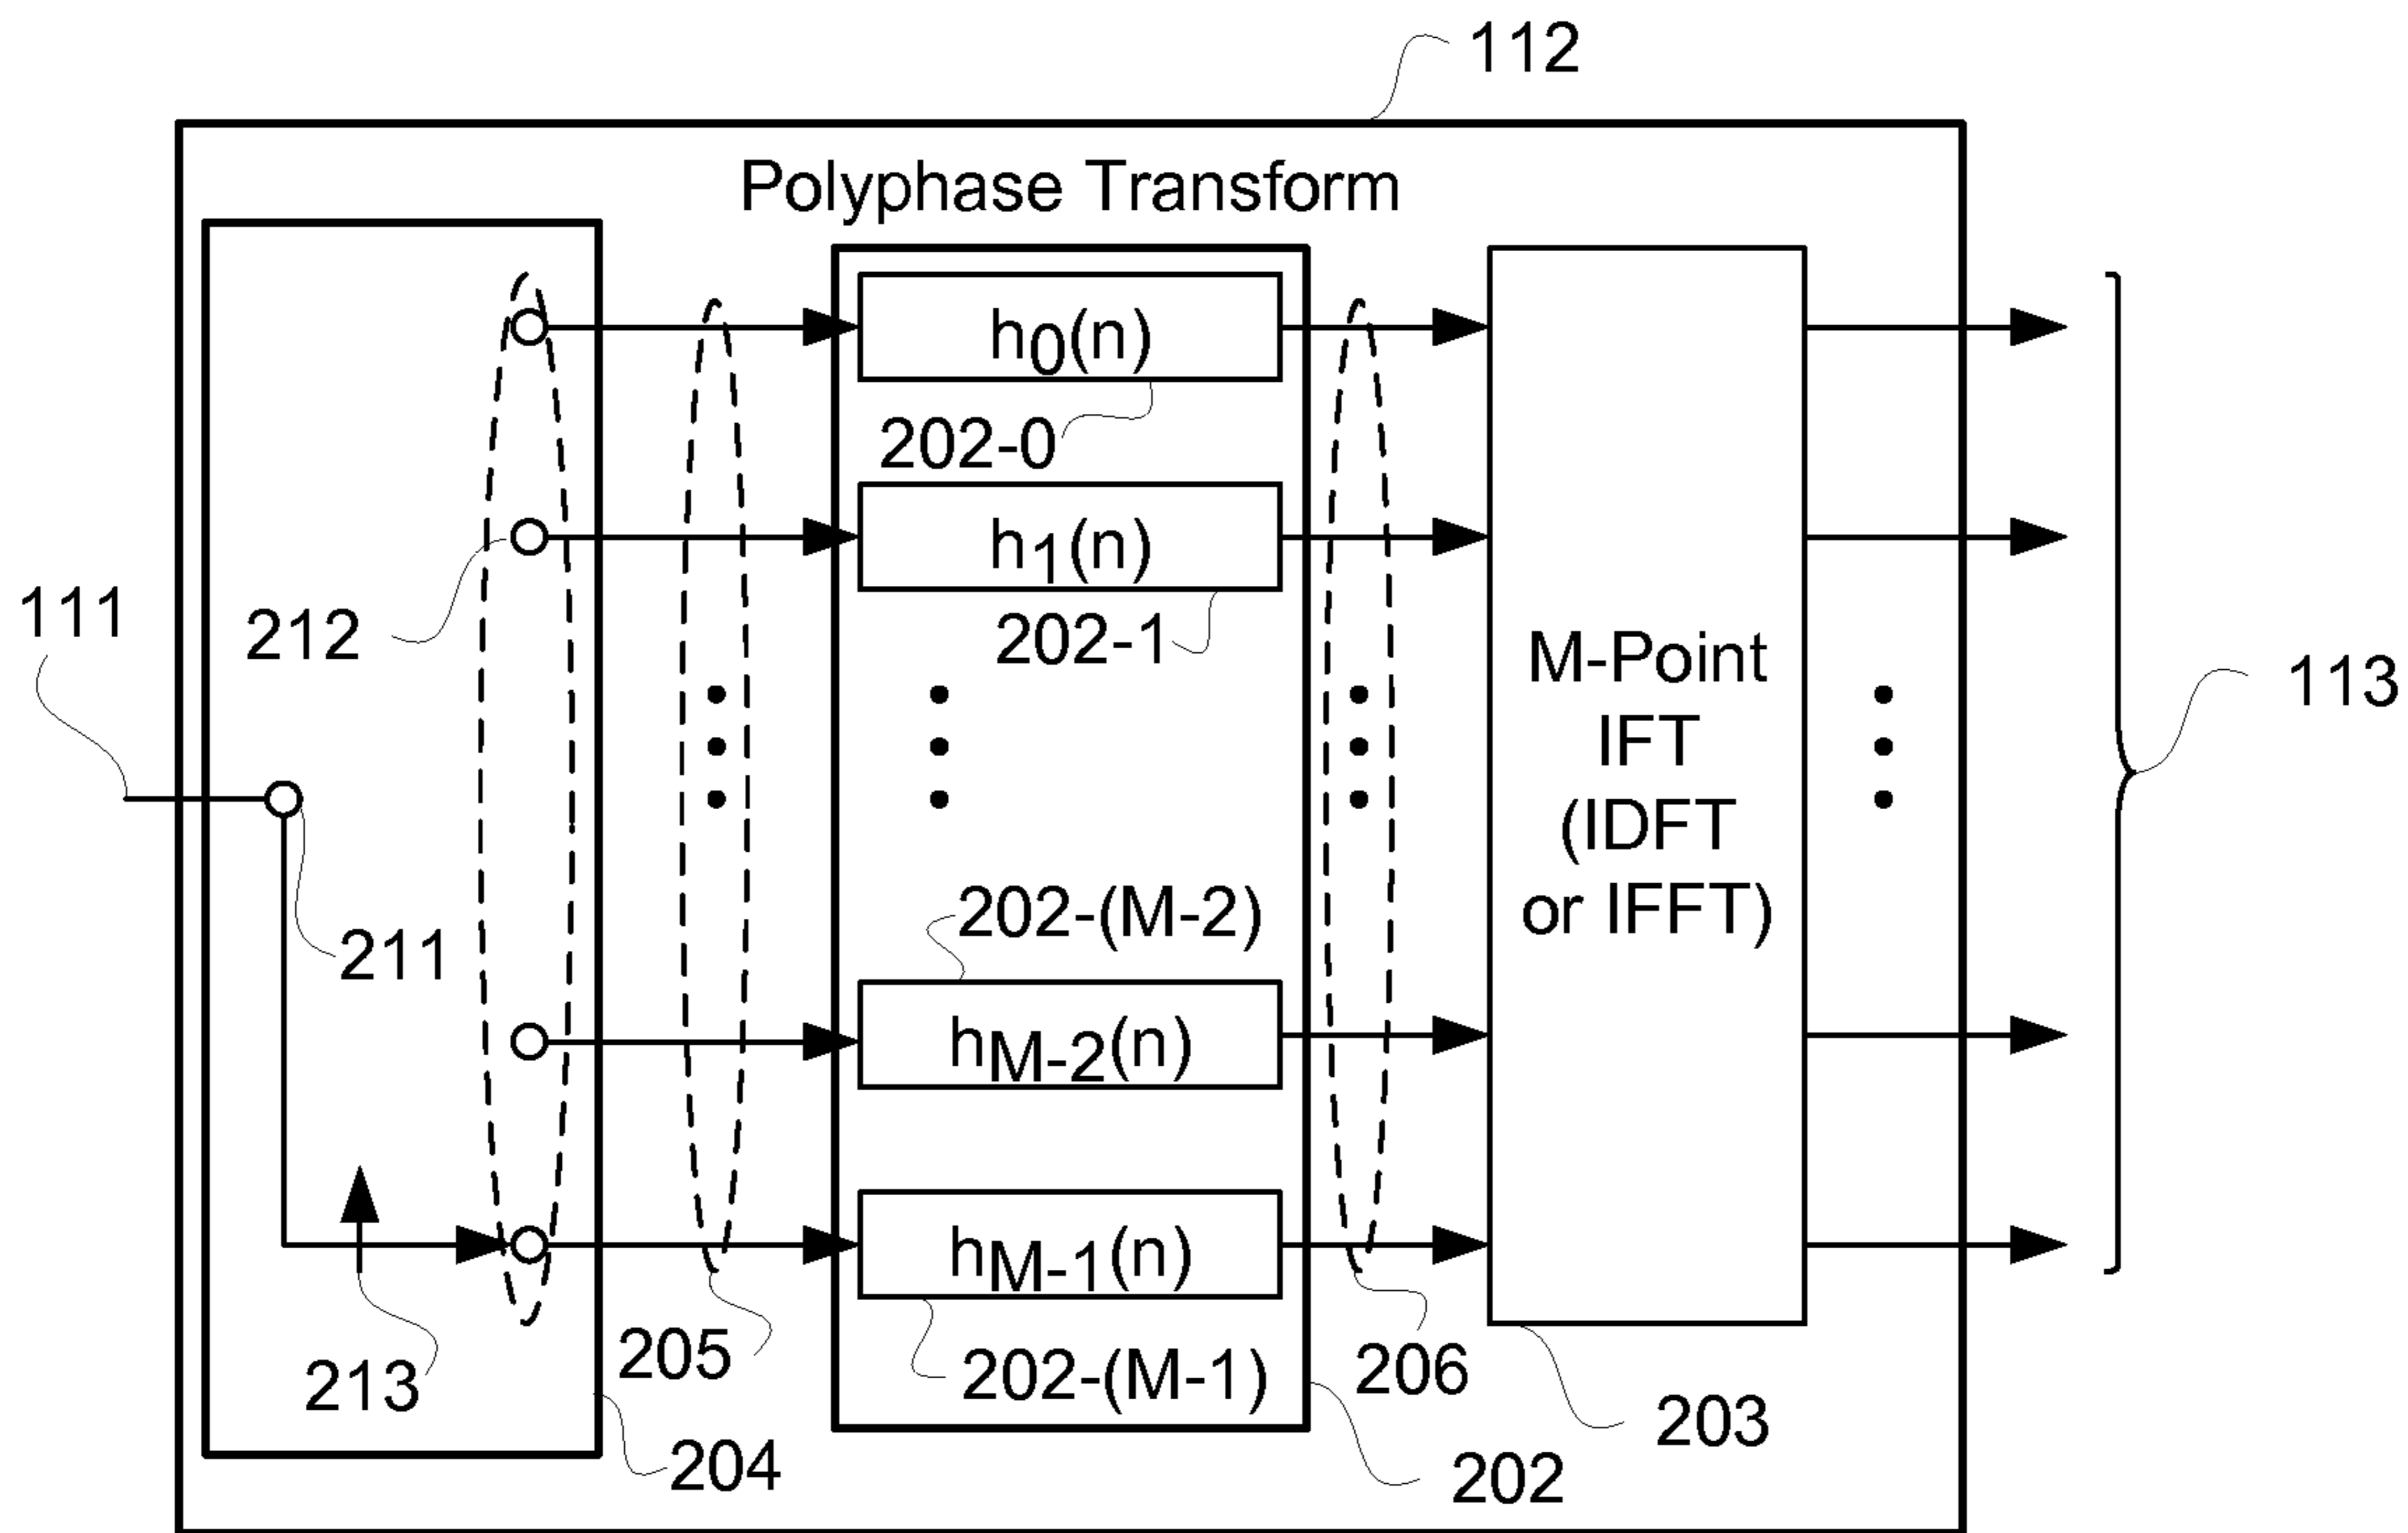 112
Polyphase Transform
h0(n)
202-0
h1(n)
202-1
111
212
M-Point
IFT
(IDFT
or IFFT)
113
211
202-(M-2)
hM-2(n)
hM-1(n)
213
205
202-(M-1)
206
203
204
202